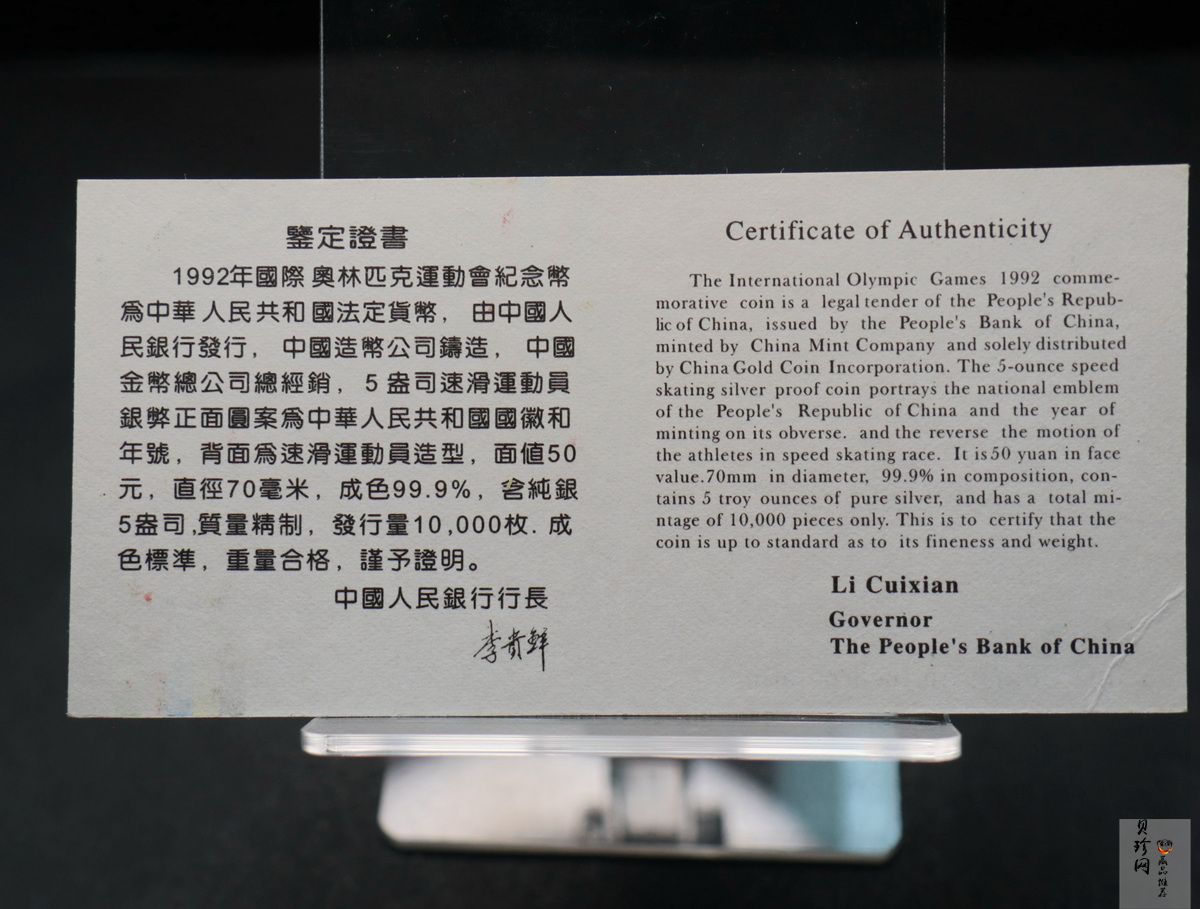 鑒定證書
1992年國際奧林匹克運動會紀念幣
爲中華人民共和國法定貨幣，由中國人
民銀行發行，中國造幣公司鑄造，中國
金幣總公司總經銷，5盎司速滑運動員
銀弊正面圓案爲中華人民共和國國徽和
年號，背面爲速滑運動員造型，面值50
元，直徑70毫米，成色99.9%，含純銀
5盎司,質量精制，發行量10,000枚.成
色標準，重量合格，謹予證明。
中國人民銀行行長
李貴鲜
Certificate of Authenticity
The International Olympic Games 1992 comme-
morative coin is a legal tender of the People's Repub-
lic of China, issued by the People's Bank of China,
minted by China Mint Company and solely distributed
by China Gold Coin Incorporation. The 5-ounce speed
skating silver proof coin portrays the national emblem
of the People's Republic of China and the year of
minting on its obverse. and the reverse the motion of
the athletes in speed skating race. It is 50 yuan in face
value.70mm in diameter, 99.9% in composition, con-
tains 5 troy ounces of pure silver, and has a total mi-
ntage of 10,000 pieces only. This is to certify that the
coin is up to standard as to its fineness and weight.
Li Cuixian
Governor
The People's Bank of China
贝珍网
藏品推荐